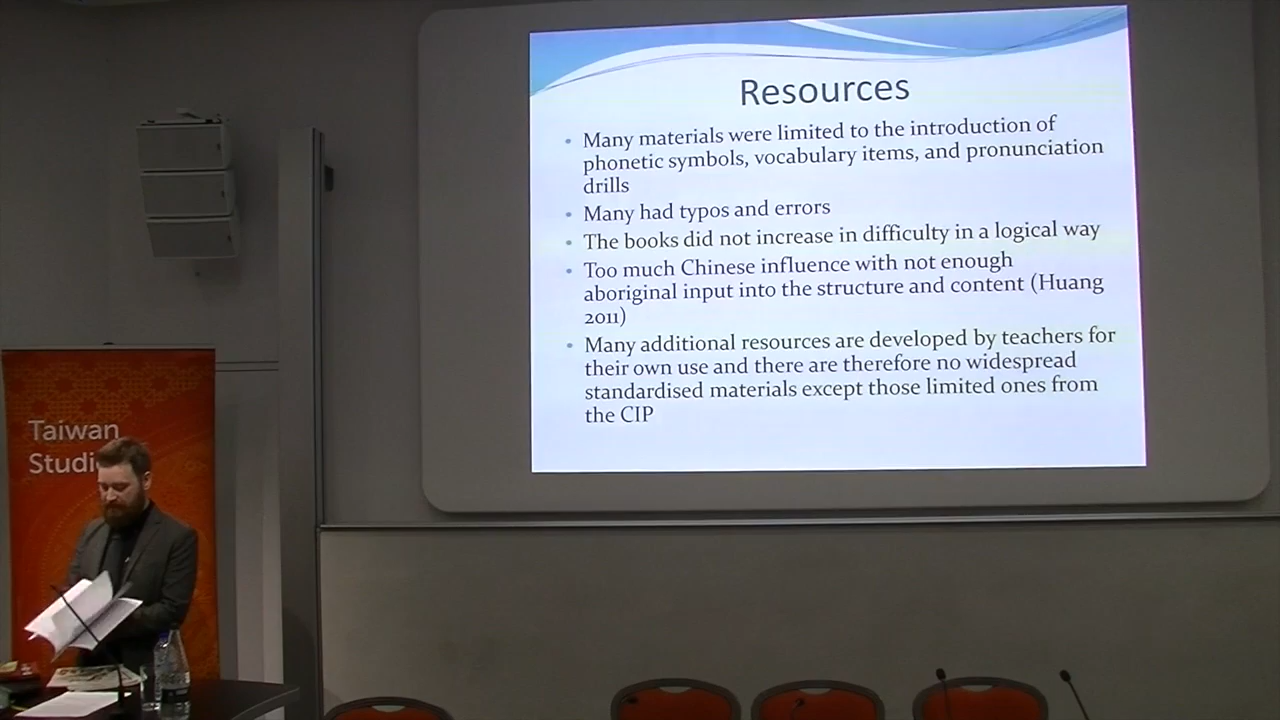 Resources
• Many materials were limited to the introduction of
phonetic symbols, vocabulary items, and pronunciation
drills
• Many had typos and errors
• The books did not increase in difficulty in a logical way
• Too much Chinese influence with not enough
aboriginal input into the structure and content (Huang
2011)
• Many additional resources are developed by teachers for
their own use and there are therefore no widespread
standardised materials except those limited ones from
the CIP
Taiwan
Studi